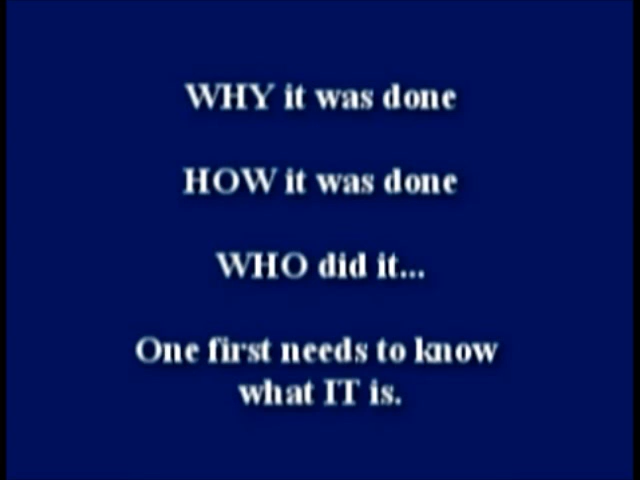 WHY it was done
HOW it was done
WHO did it...
One first needs to know
what IT is.